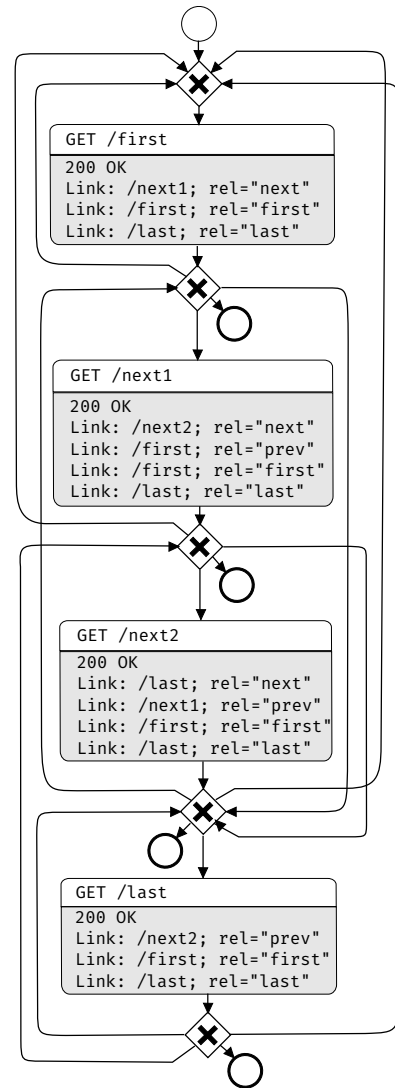 GET /first
200 OK
Link: /next1; rel="next"
Link: /first; rel="first"
Link: /last; rel="last"
GET /next1
200 OK
Link: /next2; rel="next"
Link: /first; rel="prev"
Link: /first; rel="first"
Link: /last; rel="last"
GET /next2
200 OK
Link: /last; rel="next"
Link: /next1; rel="prev"
Link: /first; rel="first"
Link: /last; rel="last"
GET /last
200 OK
Link: /next2; rel="prev"
Link: /first; rel="first"
Link: /last; rel="last"